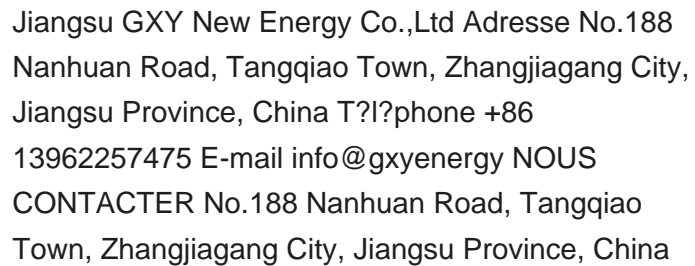 Jiangsu GXY New Energy Co.,Ltd Adresse No.188
Nanhuan Road, Tangqiao Town, Zhangjiagang City,
Jiangsu Province, China T?l?phone +86
13962257475 E-mail info@gxyenergy NOUS
CONTACTER No.188 Nanhuan Road, Tangqiao
Town, Zhangjiagang City, Jiangsu Province, China